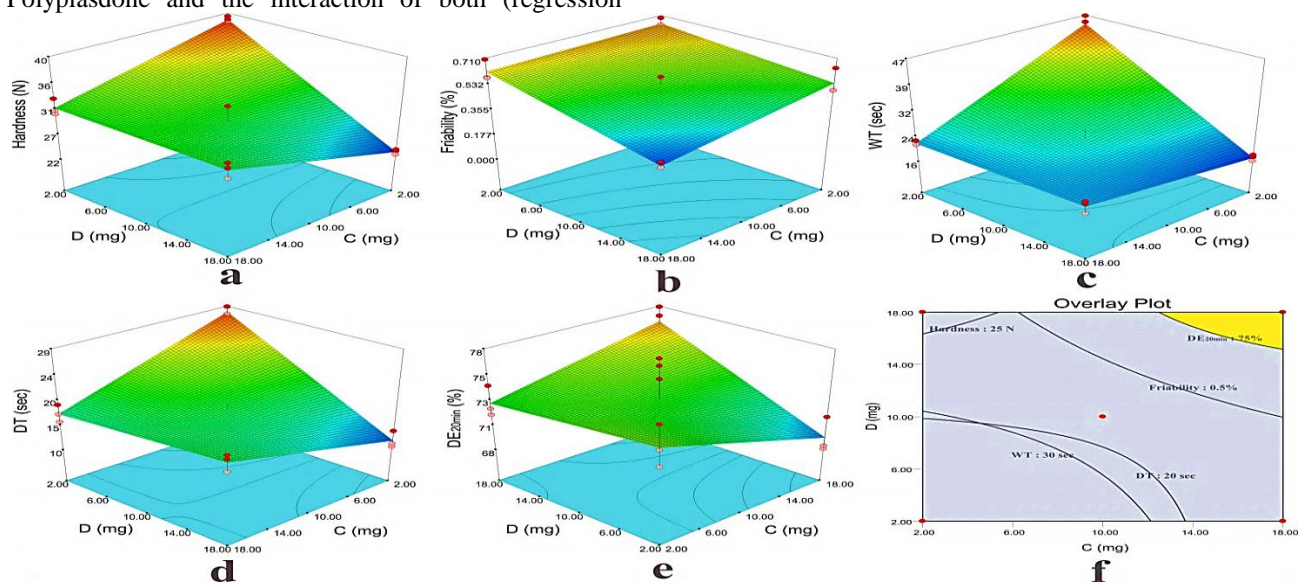 Polyplasdone and the interaction of both (regression
Hardness (N)
40
36
31
27
22
2.00
6.00
10.00
14.00
18.00
D (mg)
18.00
14.00
10.00
6.00
2.00
C (mg)
a
Friability (%)
0.710
0.532
0.355
0.177
0.000
2.00
6.00
10.00
14.00
18.00
D (mg)
18.00
14.00
10.00
6.00
2.00
C (mg)
b
WT (sec)
47
39
32
24
16
2.00
6.00
10.00
14.00
18.00
D (mg)
18.00
14.00
10.00
6.00
2.00
C (mg)
c
DT (sec)
29
24
20
15
10
2.00
6.00
10.00
14.00
18.00
D (mg)
18.00
14.00
10.00
6.00
2.00
C (mg)
d
DE20min (%)
78
75
73
71
68
18.00
14.00
10.00
6.00
2.00
D (mg)
2.00
6.00
10.00
14.00
18.00
C (mg)
e
Overlay Plot
D (mg)
18.00
14.00
10.00
6.00
2.00
Hardness : 25 N
DE20min : 75%
Friability : 0.5%
WT : 30 sec
DT : 20 sec
2.00
6.00
10.00
14.00
18.00
C (mg)
f